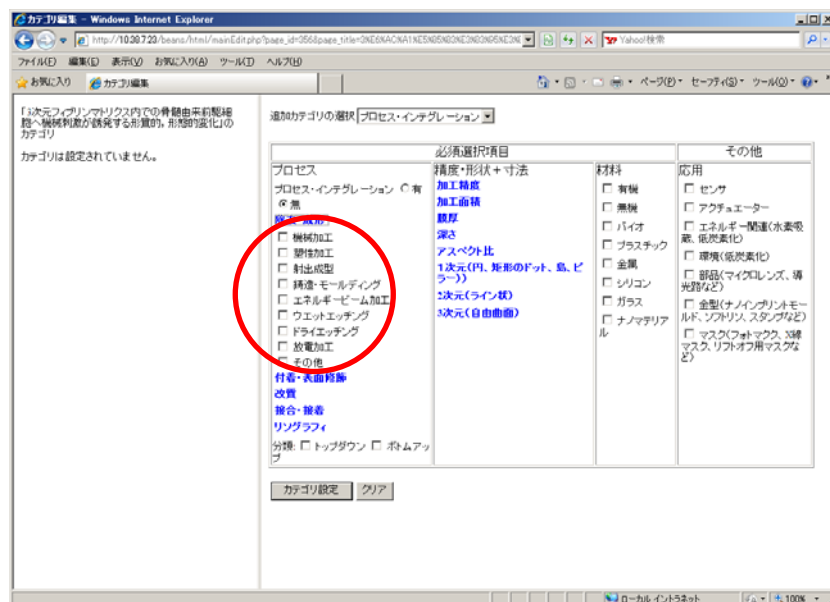 カテゴリ編集 - Windows Internet Explorer
ファイル(F) 編集(E) 表示(V) お気に入り(A) ツール(T) ヘルプ(H)
Yahoo!検索
お気に入り カテゴリ編集
ページ(P) セーフティ(S) ツール(O)
「3次元フィブリンマトリクス内での骨髄由来前駆細
胞へ機械刺激が誘発する形質的,形態的変化」の
カテゴリ
カテゴリは設定されていません。
追加カテゴリの選択 プロセス・インテグレーション
必須選択項目 その他
プロセス
プロセス・インテグレーション 有
無
機械加工
塑性加工
射出成型
鋳造・モールディング
エネルギービーム加工
ウエットエッチング
ドライエッチング
放電加工
その他
付着・表面修飾
改質
接合・接着
リソグラフィ
分類: トップダウン ボトムアッ
プ
精度・形状+寸法
加工精度
加工面積
膜厚
深さ
アスペクト比
1次元(円、矩形のドット、島、ピ
ラー))
2次元(ライン状)
3次元(自由曲面)
材料
有機
無機
バイオ
プラスチック
金属
シリコン
ガラス
ナノマテリア
ル
応用
センサ
アクチュエーター
エネルギー関連(水素吸
蔵、低炭素化)
環境(低炭素化)
部品(マイクロレンズ、導
光路など)
金型(ナノインプリントモー
ルド、ソフトリソ、スタンプなど)
マスク(フォトマクク、X線
マスク、リフトオフ用マスクな
ど)
カテゴリ設定 クリア
ローカル イントラネット 100%